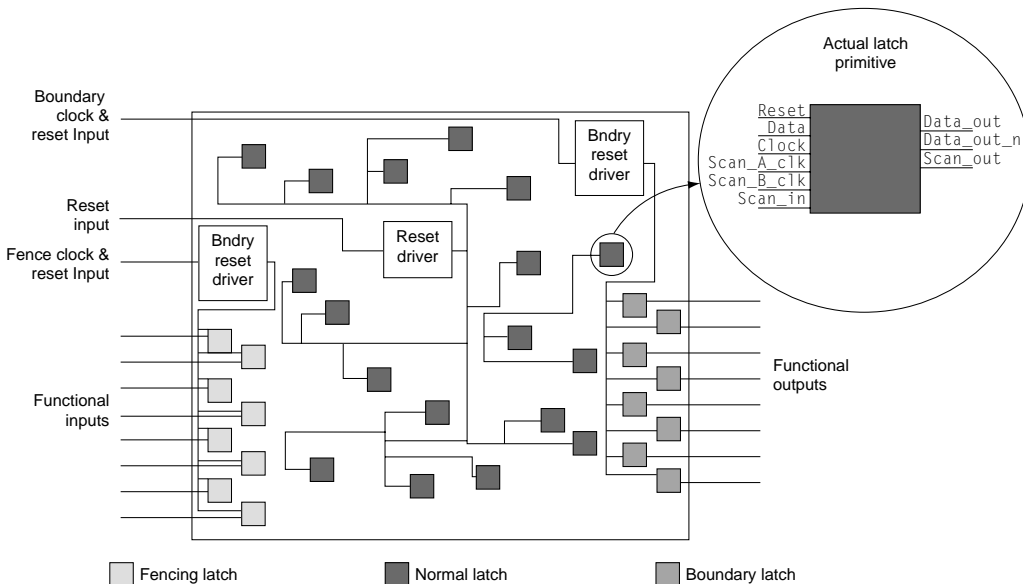 Actual latch
primitive
Boundary
clock &
reset Input
Bndry
reset
driver
Reset
Data
Clock
Scan_A_clk
Scan_B_clk
Scan_in
Data_out
Data_out_n
Scan_out
Reset
input
Fence clock &
reset Input
Bndry
reset
driver
Reset
driver
Functional
inputs
Functional
outputs
Fencing latch
Normal latch
Boundary latch